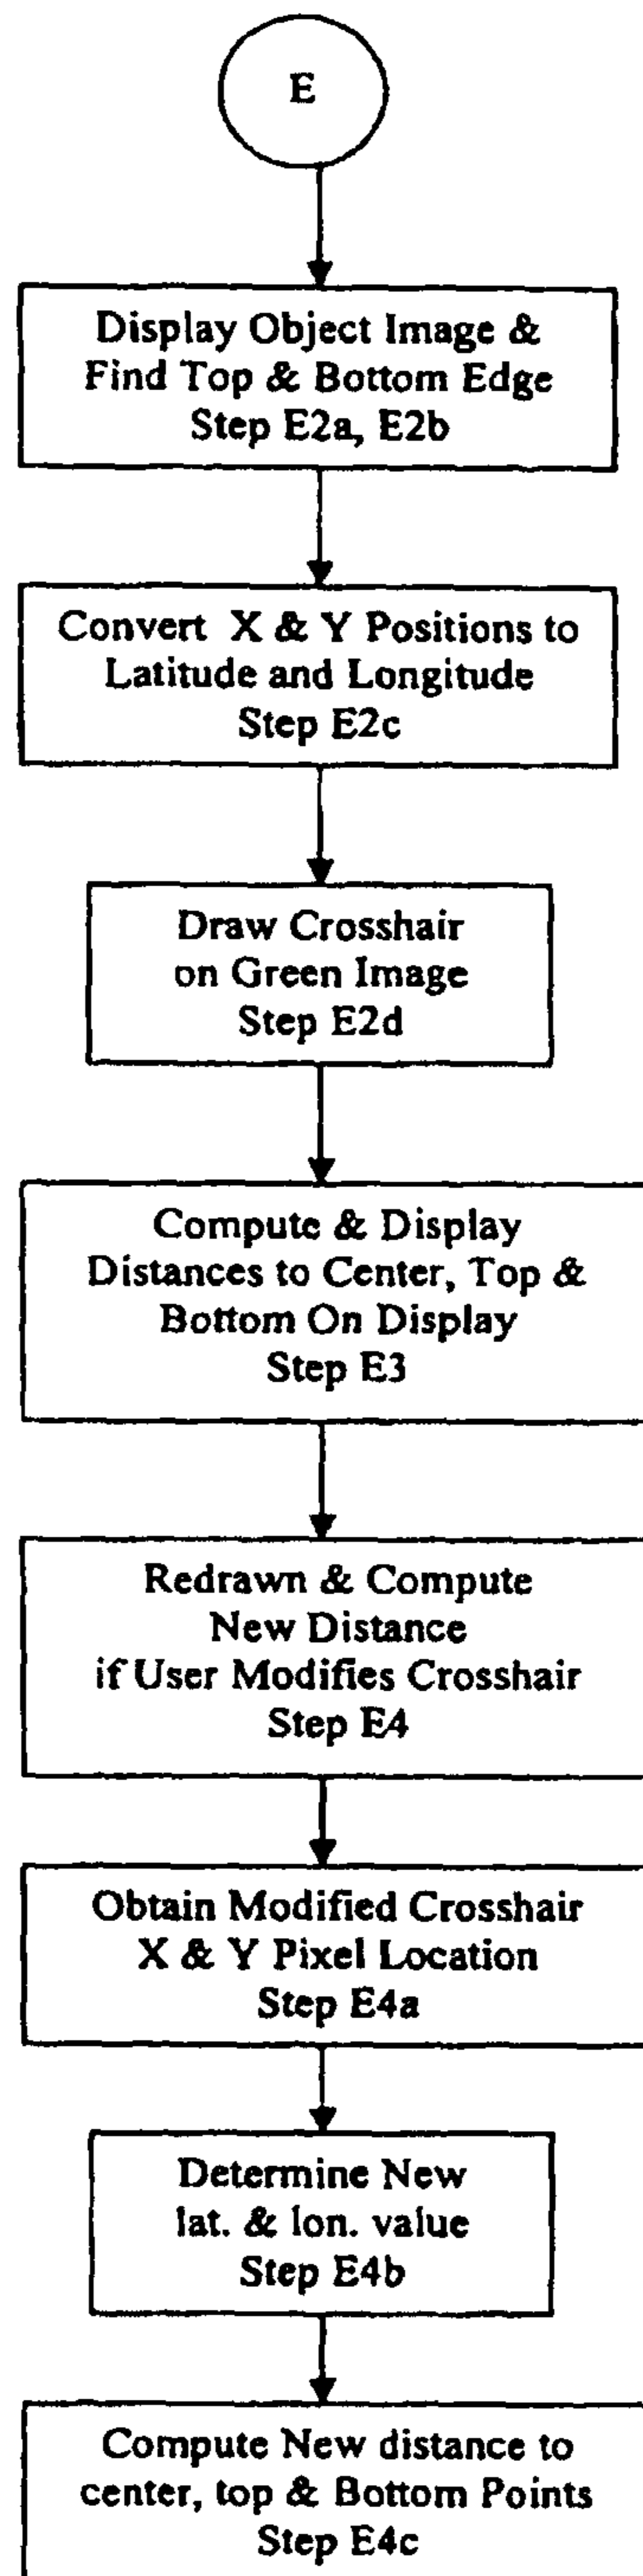 E
Display Object Image &
Find Top & Bottom Edge
Step E2a, E2b
Convert X & Y Positions to
Latitude and Longitude
Step E2c
Draw Crosshair
on Green Image
Step E2d
Compute & Display
Distances to Center, Top &
Bottom On Display
Step E3
Redrawn & Compute
New Distance
if User Modifies Crosshair
Step E4
Obtain Modified Crosshair
X & Y Pixel Location
Step E4a
Determine New
lat. & lon. value
Step E4b
Compute New distance to
center, top & Bottom Points
Step E4c